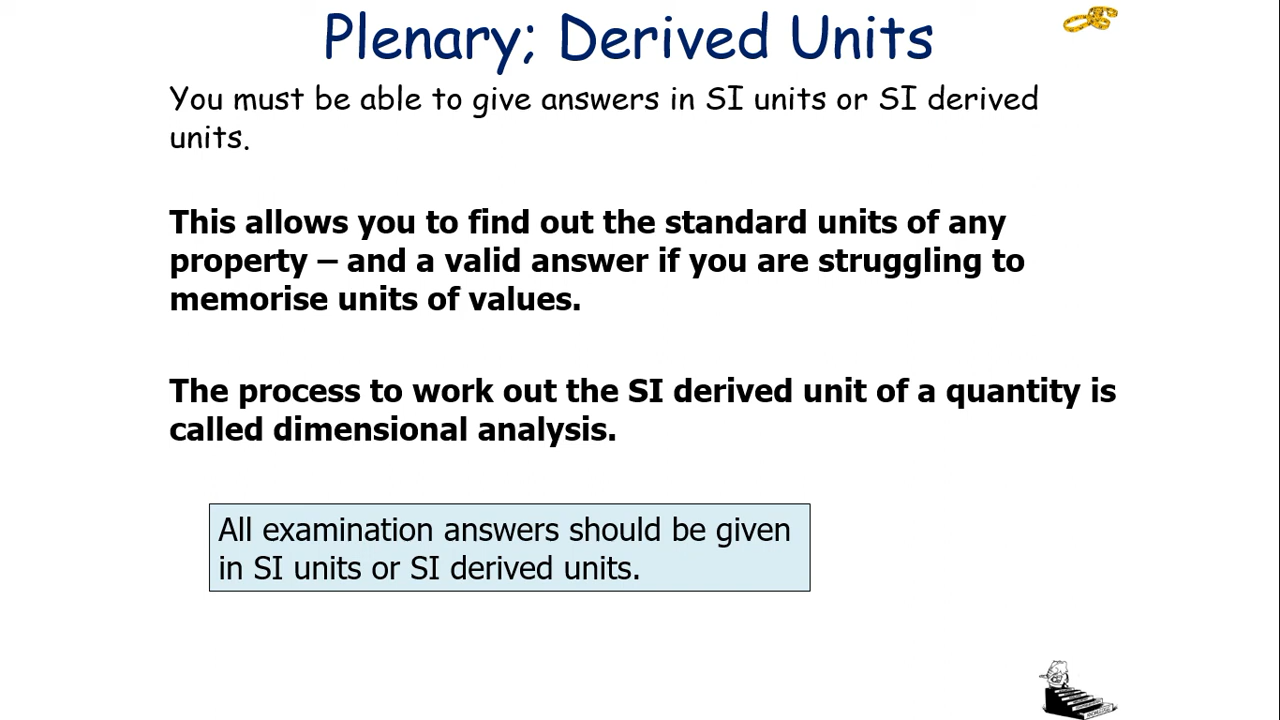 Plenary; Derived Units
You must be able to give answers in SI units or SI derived
units.
This allows you to find out the standard units of any
property – and a valid answer if you are struggling to
memorise units of values.
The process to work out the SI derived unit of a quantity is
called dimensional analysis.
All examination answers should be given
in SI units or SI derived units.